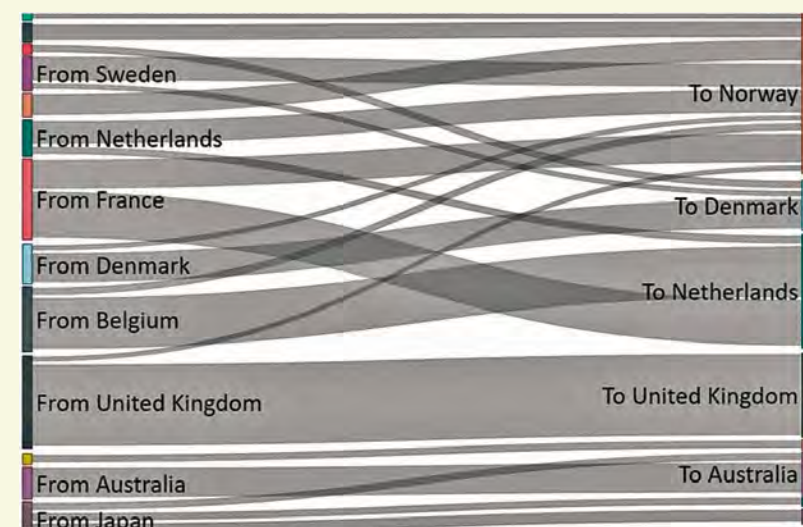 From Sweden
To Norway
From Netherlands
From France
To Denmark
From Denmark
To Netherlands
From Belgium
To United Kingdom
From United Kingdom
To Australia
From Australia
From Japan